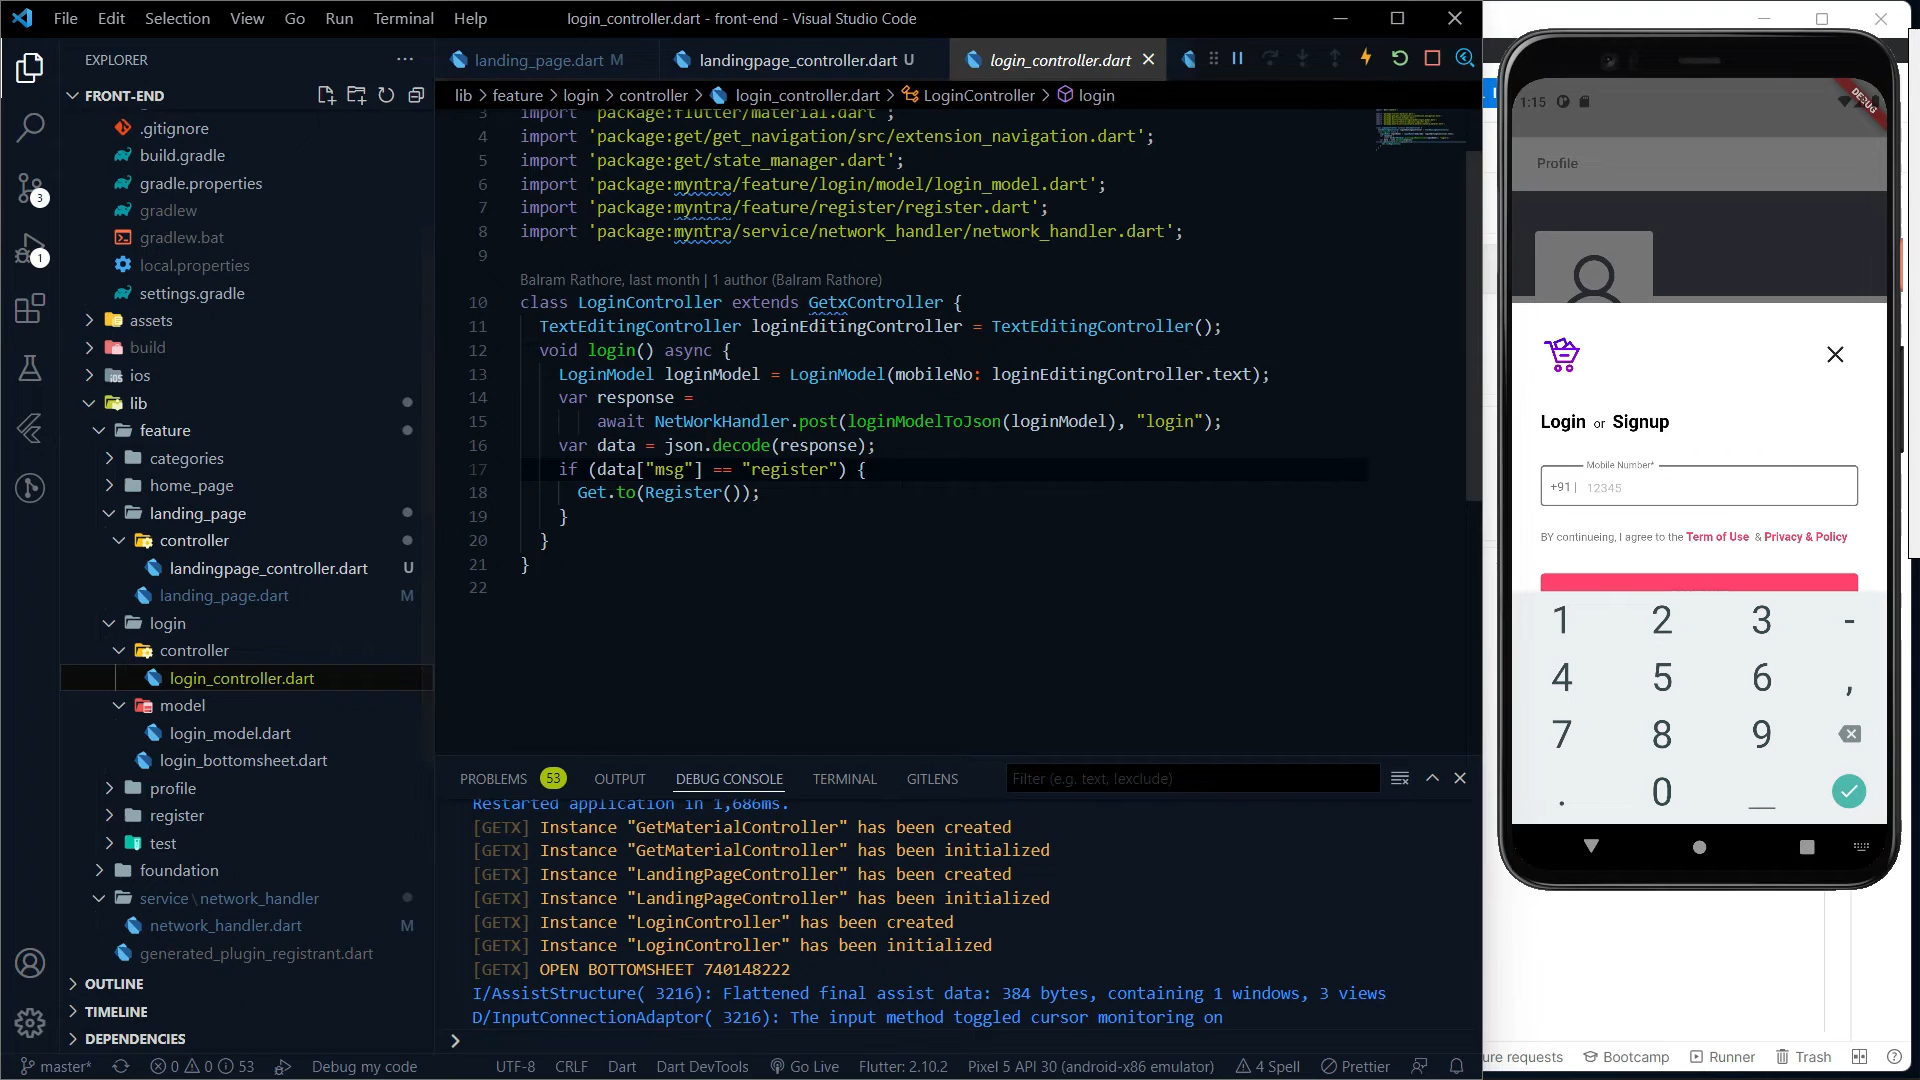 File Edit Selection View Go Run Terminal Help
login_controller.dart - front-end - Visual Studio Code
EXPLORER
FRONT-END
.gitignore
build.gradle
gradle.properties
gradlew
gradlew.bat
local.properties
settings.gradle
assets
build
ios
lib
feature
categories
home_page
landing_page
controller
landingpage_controller.dart U
landing_page.dart M
login
controller
login_controller.dart
model
login_model.dart
login_bottomsheet.dart
profile
register
test
foundation
service\network_handler
network_handler.dart M
generated_plugin_registrant.dart
OUTLINE
TIMELINE
DEPENDENCIES
3
1
landing_page.dart M
landingpage_controller.dart U
login_controller.dart
lib > feature > login > controller > login_controller.dart > LoginController > login
3 import 'package:flutter/material.dart';
4 import 'package:get/get_navigation/src/extension_navigation.dart';
5 import 'package:get/state_manager.dart';
6 import 'package:myntra/feature/login/model/login_model.dart';
7 import 'package:myntra/feature/register/register.dart';
8 import 'package:myntra/service/network_handler/network_handler.dart';
9
Balram Rathore, last month | 1 author (Balram Rathore)
10 class LoginController extends GetxController {
11 TextEditingController loginEditingController = TextEditingController();
12 void login() async {
13 LoginModel loginModel = LoginModel(mobileNo: loginEditingController.text);
14 var response =
15 await NetWorkHandler.post(loginModelToJson(loginModel), "login");
16 var data = json.decode(response);
17 if (data["msg"] == "register") {
18 Get.to(Register());
19 }
20 }
21 }
22
PROBLEMS 53 OUTPUT DEBUG CONSOLE TERMINAL GITLENS
Filter (e.g. text, !exclude)
Restarted application in 1,686ms.
[GETX] Instance "GetMaterialController" has been created
[GETX] Instance "GetMaterialController" has been initialized
[GETX] Instance "LandingPageController" has been created
[GETX] Instance "LandingPageController" has been initialized
[GETX] Instance "LoginController" has been created
[GETX] Instance "LoginController" has been initialized
[GETX] OPEN BOTTOMSHEET 740148222
I/AssistStructure( 3216): Flattened final assist data: 384 bytes, containing 1 windows, 3 views
D/InputConnectionAdaptor( 3216): The input method toggled cursor monitoring on
master* 0 0 53 Debug my code UTF-8 CRLF Dart Dart DevTools Go Live Flutter: 2.10.2 Pixel 5 API 30 (android-x86 emulator) 4 Spell Prettier
1:15
DEBUG
Profile
Login or Signup
Mobile Number*
+91 | 12345
BY continueing, I agree to the Term of Use & Privacy & Policy
1 2 3 -
4 5 6 ,
7 8 9
. 0 _
Bootcamp Runner Trash